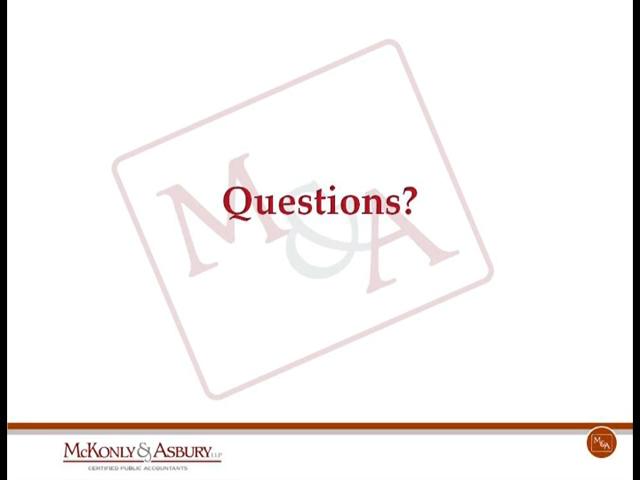 M&A
Questions?
McKONLY & ASBURY LLP
CERTIFIED PUBLIC ACCOUNTANTS
M&A